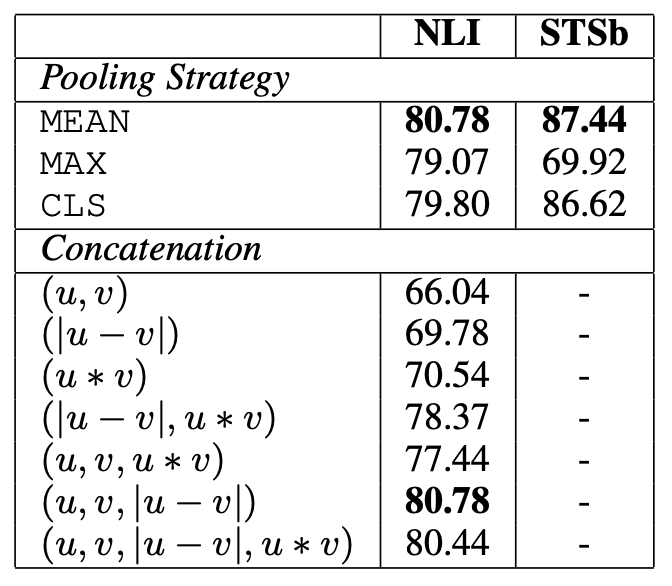 NLI STSb
Pooling Strategy
MEAN 80.78 87.44
MAX 79.07 69.92
CLS 79.80 86.62
Concatenation
(u, v) 66.04 -
(|u − v|) 69.78 -
(u ∗ v) 70.54 -
(|u − v|, u ∗ v) 78.37 -
(u, v, u ∗ v) 77.44 -
(u, v, |u − v|) 80.78 -
(u, v, |u − v|, u ∗ v) 80.44 -